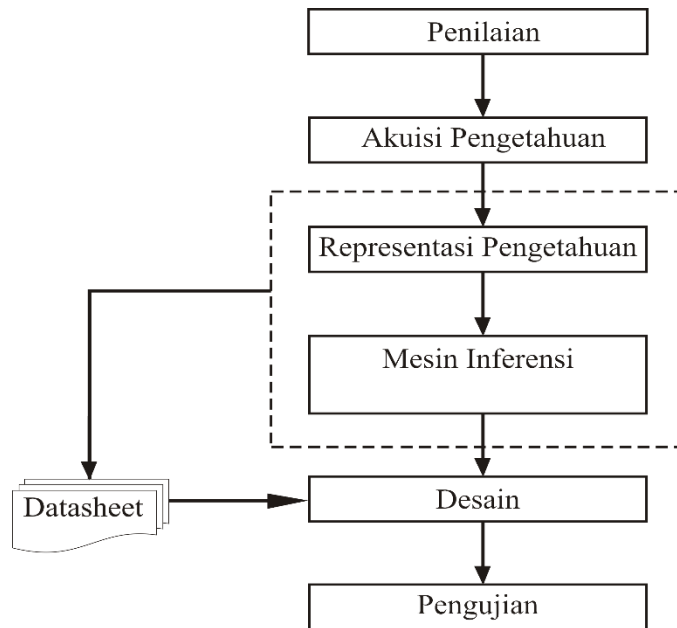 Penilaian
Akuisi Pengetahuan
Representasi Pengetahuan
Mesin Inferensi
Datasheet
Desain
Pengujian